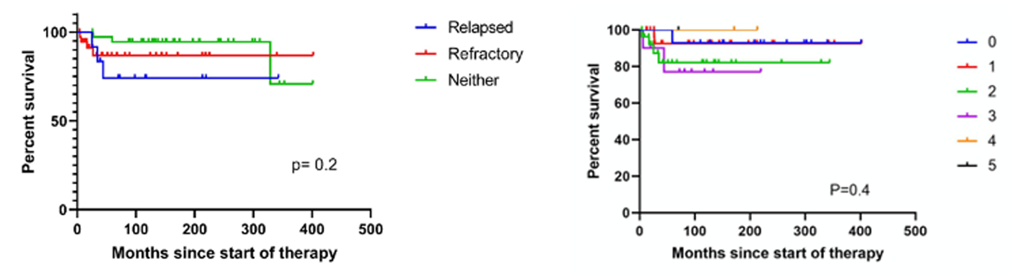 100
50
0
Percent survival
0 100 200 300 400 500
Months since start of therapy
p= 0.2
Relapsed
Refractory
Neither
100
80
60
40
20
0
Percent survival
0 100 200 300 400 500
Months since start of therapy
P=0.4
0
1
2
3
4
5